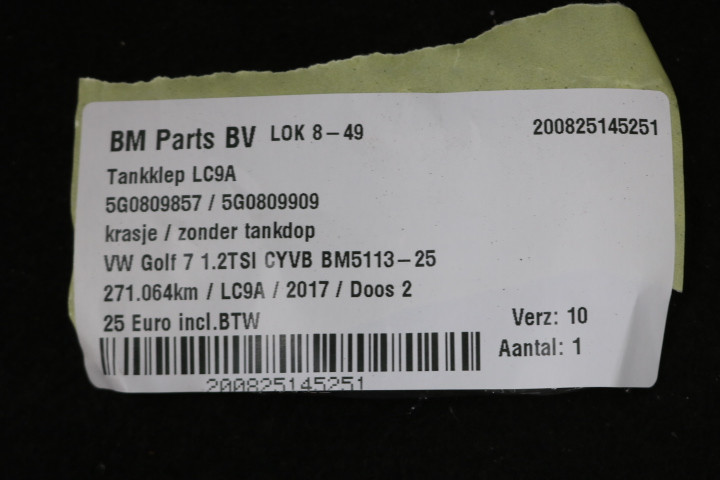 BM Parts BV LOK 8-49 200825145251
Tankklep LC9A
5G0809857 / 5G0809909
krasje / zonder tankdop
VW Golf 7 1.2TSI CYVB BM5113-25
271.064km / LC9A / 2017 / Doos 2
25 Euro incl.BTW Verz: 10
Aantal: 1
200825145251